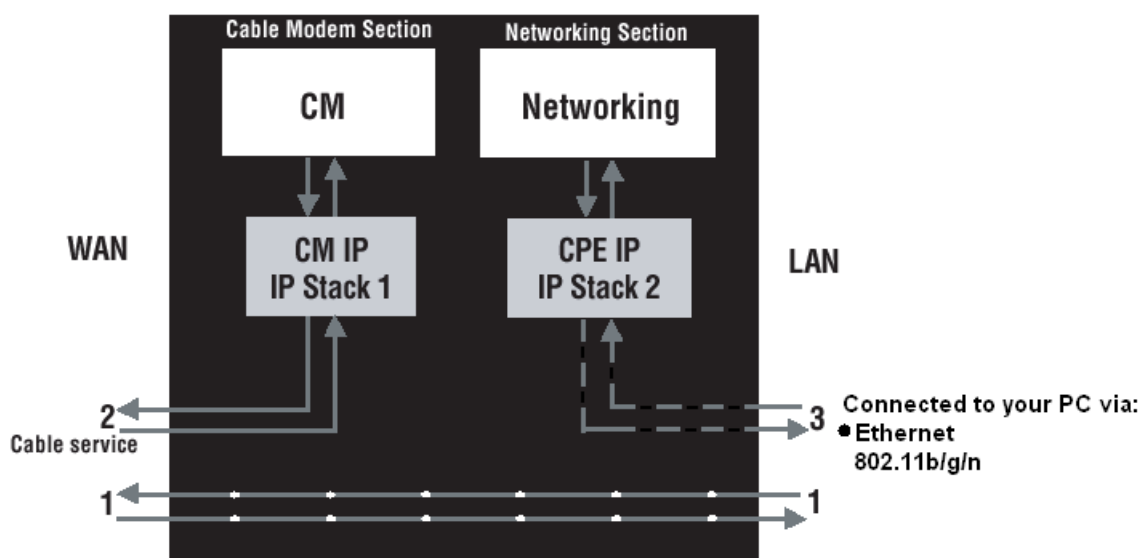 Cable Modem Section
Networking Section
CM
Networking
WAN
CM IP
IP Stack 1
CPE IP
IP Stack 2
LAN
2
Cable service
3
Connected to your PC via:
● Ethernet
802.11b/g/n
1
1